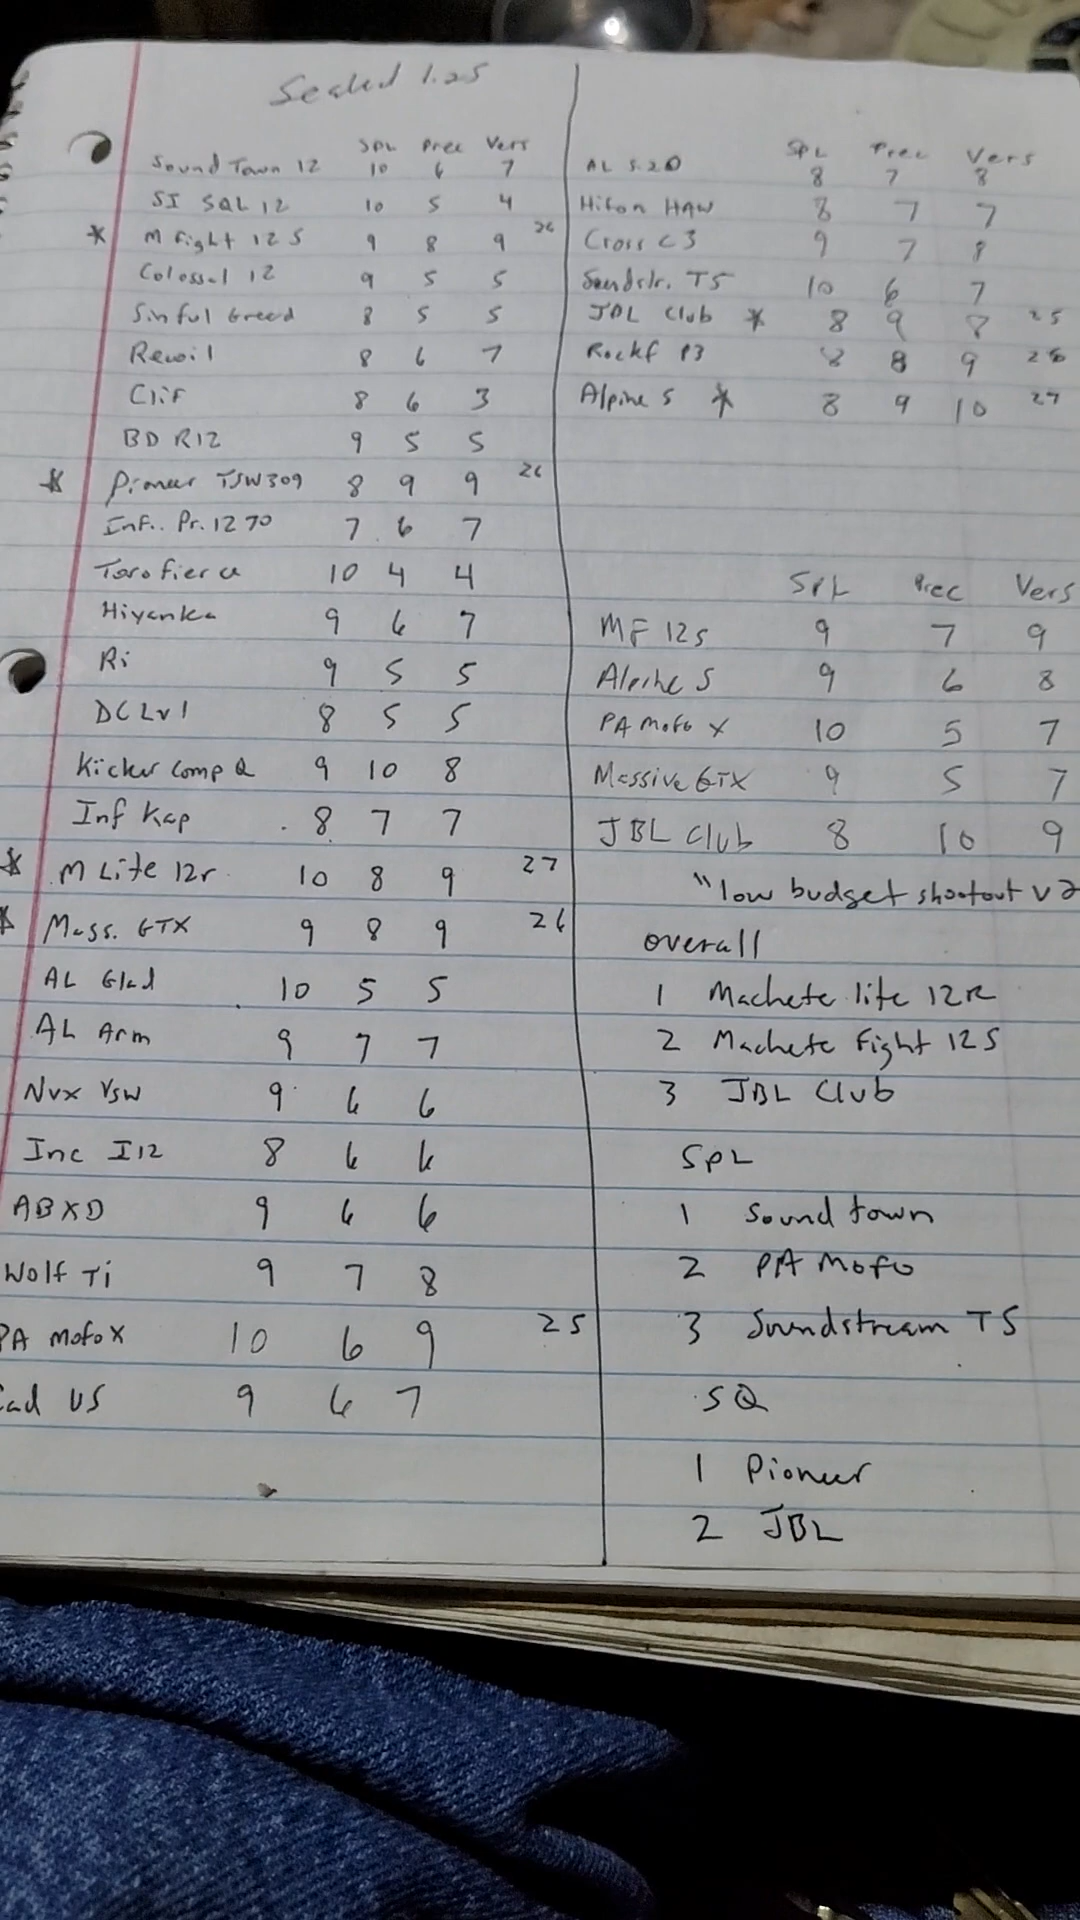 Sealed 1.25
SPL Prec Vers
Sound Town 12 10 6 7
SI SQL 12 10 5 4
* M Fight 12 S 9 8 9 26
Colossal 12 9 5 5
Sinful Greed 8 5 5
Recoil 8 6 7
Clif 8 6 3
BD R12 9 5 5
* Pioneer TSW309 8 9 9 26
Inf.. Pr. 12 70 7 6 7
Toro fierce 10 4 4
Hiyanka 9 6 7
Ri 9 5 5
DC Lv1 8 5 5
Kicker Comp Q 9 10 8
Inf Kap 8 7 7
* M Lite 12r 10 8 9 27
* Mass. GTX 9 8 9 26
AL Glad 10 5 5
AL Arm 9 7 7
Nvx VSW 9 6 6
Inc I12 8 6 6
ABXD 9 6 6
Wolf Ti 9 7 8
PA Mofo X 10 6 9 25
Cad US 9 6 7
SPL Prec Vers
AL S.20 8 7 8
Hifon HAW 8 7 7
Cross C3 9 7 8
Sundstr. T5 10 6 7
JBL Club * 8 9 8 25
Rockf P3 8 8 9 26
Alpine S * 8 9 10 27
SPL Prec Vers
MF 12s 9 7 9
Alpine S 9 6 8
PA Mofo X 10 5 7
Massive GTX 9 5 7
JBL Club 8 10 9
"low budget shootout v2
overall
1 Machete lite 12R
2 Machete Fight 12S
3 JBL Club
SPL
1 Sound town
2 PA Mofo
3 Soundstream T5
SQ
1 Pioneer
2 JBL